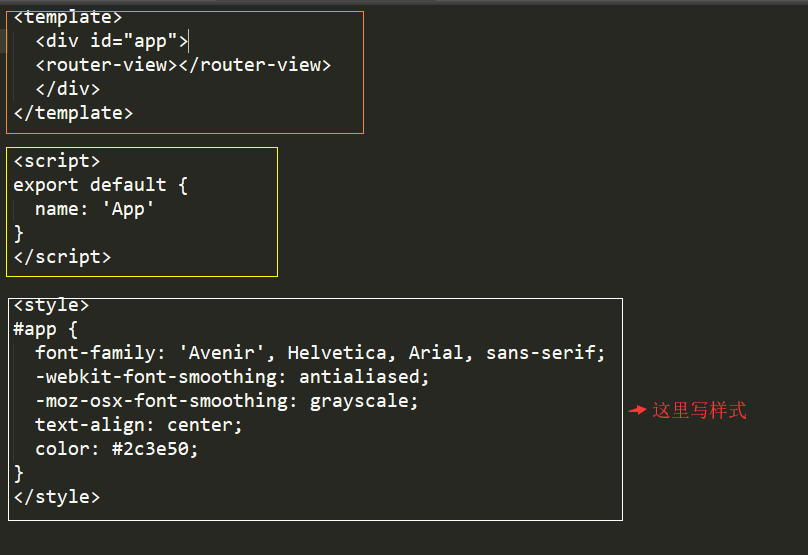 <template>
  <div id="app">
  <router-view></router-view>
  </div>
</template>
<script>
export default {
  name: 'App'
}
</script>
<style>
#app {
  font-family: 'Avenir', Helvetica, Arial, sans-serif;
  -webkit-font-smoothing: antialiased;
  -moz-osx-font-smoothing: grayscale;
  text-align: center;
  color: #2c3e50;
}
</style>
这里写样式